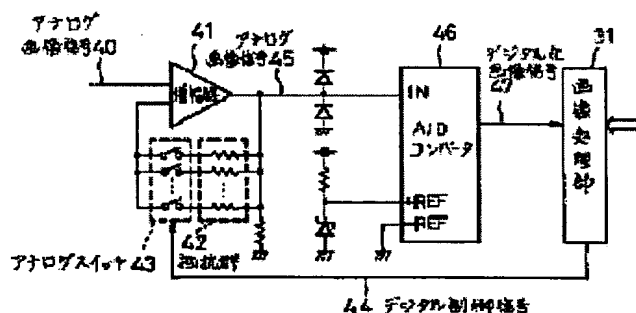 アナログ
画像信号40
41
増幅器
アナログ
画像信号45
46
IN
A/D
コンバータ
REF
REF
デジタル化
画像信号
47
31
画像処理部
42
抵抗群
アナログスイッチ 43
44 デジタル制御信号